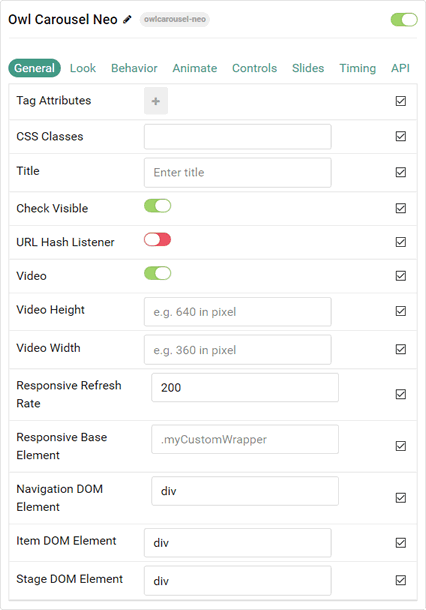 Owl Carousel Neo owlcarousel-neo
General Look Behavior Animate Controls Slides Timing API
Tag Attributes +
CSS Classes
Title Enter title
Check Visible
URL Hash Listener
Video
Video Height e.g. 640 in pixel
Video Width e.g. 360 in pixel
Responsive Refresh
Rate
200
Responsive Base
Element
.myCustomWrapper
Navigation DOM
Element
div
Item DOM Element div
Stage DOM Element div